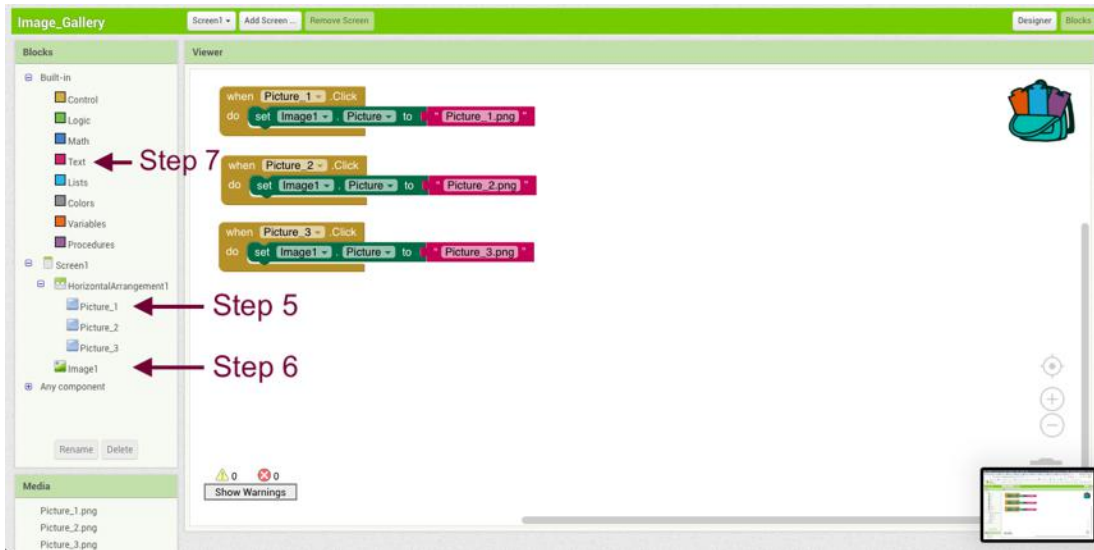 Image_Gallery
Screen1
Add Screen ...
Remove Screen
Designer
Blocks
Blocks
Viewer
Built-in
Control
Logic
Math
Text
Lists
Colors
Variables
Procedures
Screen1
HorizontalArrangement1
Picture_1
Picture_2
Picture_3
Image1
Any component
Rename
Delete
Media
Picture_1.png
Picture_2.png
Picture_3.png
Step 7
Step 5
Step 6
when Picture_1 .Click
do set Image1 . Picture to " Picture_1.png "
when Picture_2 .Click
do set Image1 . Picture to " Picture_2.png "
when Picture_3 .Click
do set Image1 . Picture to " Picture_3.png "
0 0
Show Warnings